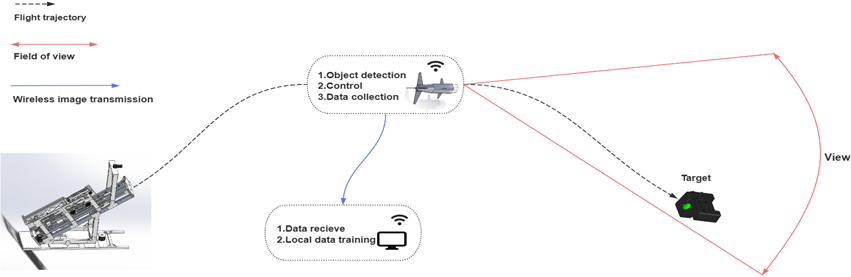 Flight trajectory
Field of view
Wireless image transmission
1.Object detection
2.Control
3.Data collection
View
Target
1.Data recieve
2.Local data training